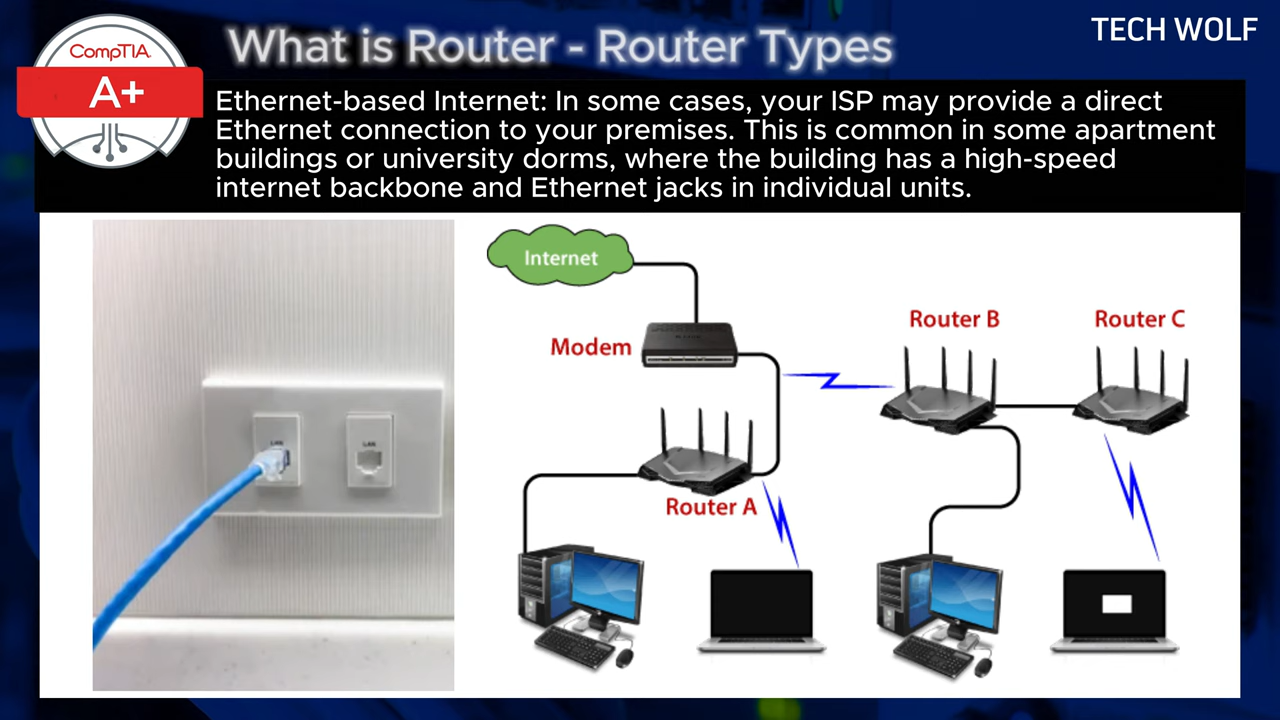 What is Router - Router Types
TECH WOLF
CompTIA.
A+
Ethernet-based Internet: In some cases, your ISP may provide a direct
Ethernet connection to your premises. This is common in some apartment
buildings or university dorms, where the building has a high-speed
internet backbone and Ethernet jacks in individual units.
LAN
LAN
Internet
Modem
Router A
Router B
Router C